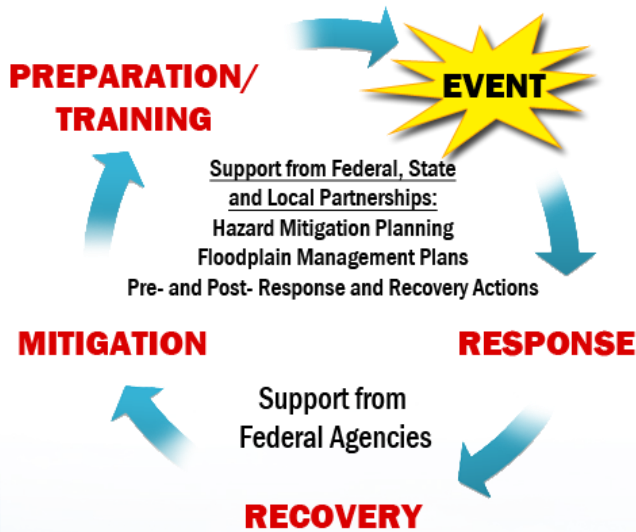 PREPARATION/
TRAINING
EVENT
Support from Federal, State
and Local Partnerships:
Hazard Mitigation Planning
Floodplain Management Plans
Pre- and Post- Response and Recovery Actions
MITIGATION
RESPONSE
Support from
Federal Agencies
RECOVERY